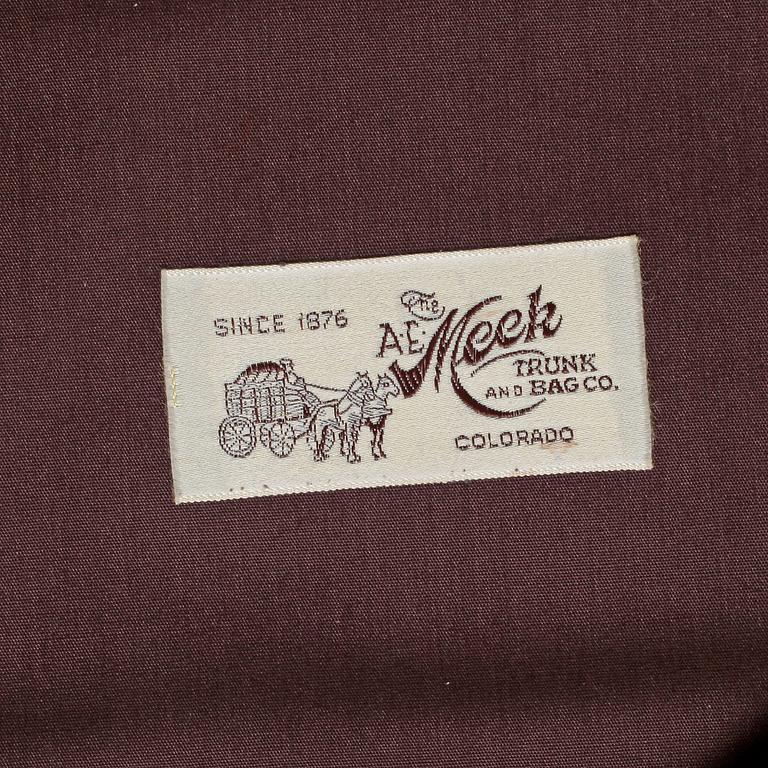 SINCE 1876
The
A.E. Meek
TRUNK
AND BAG CO.
COLORADO